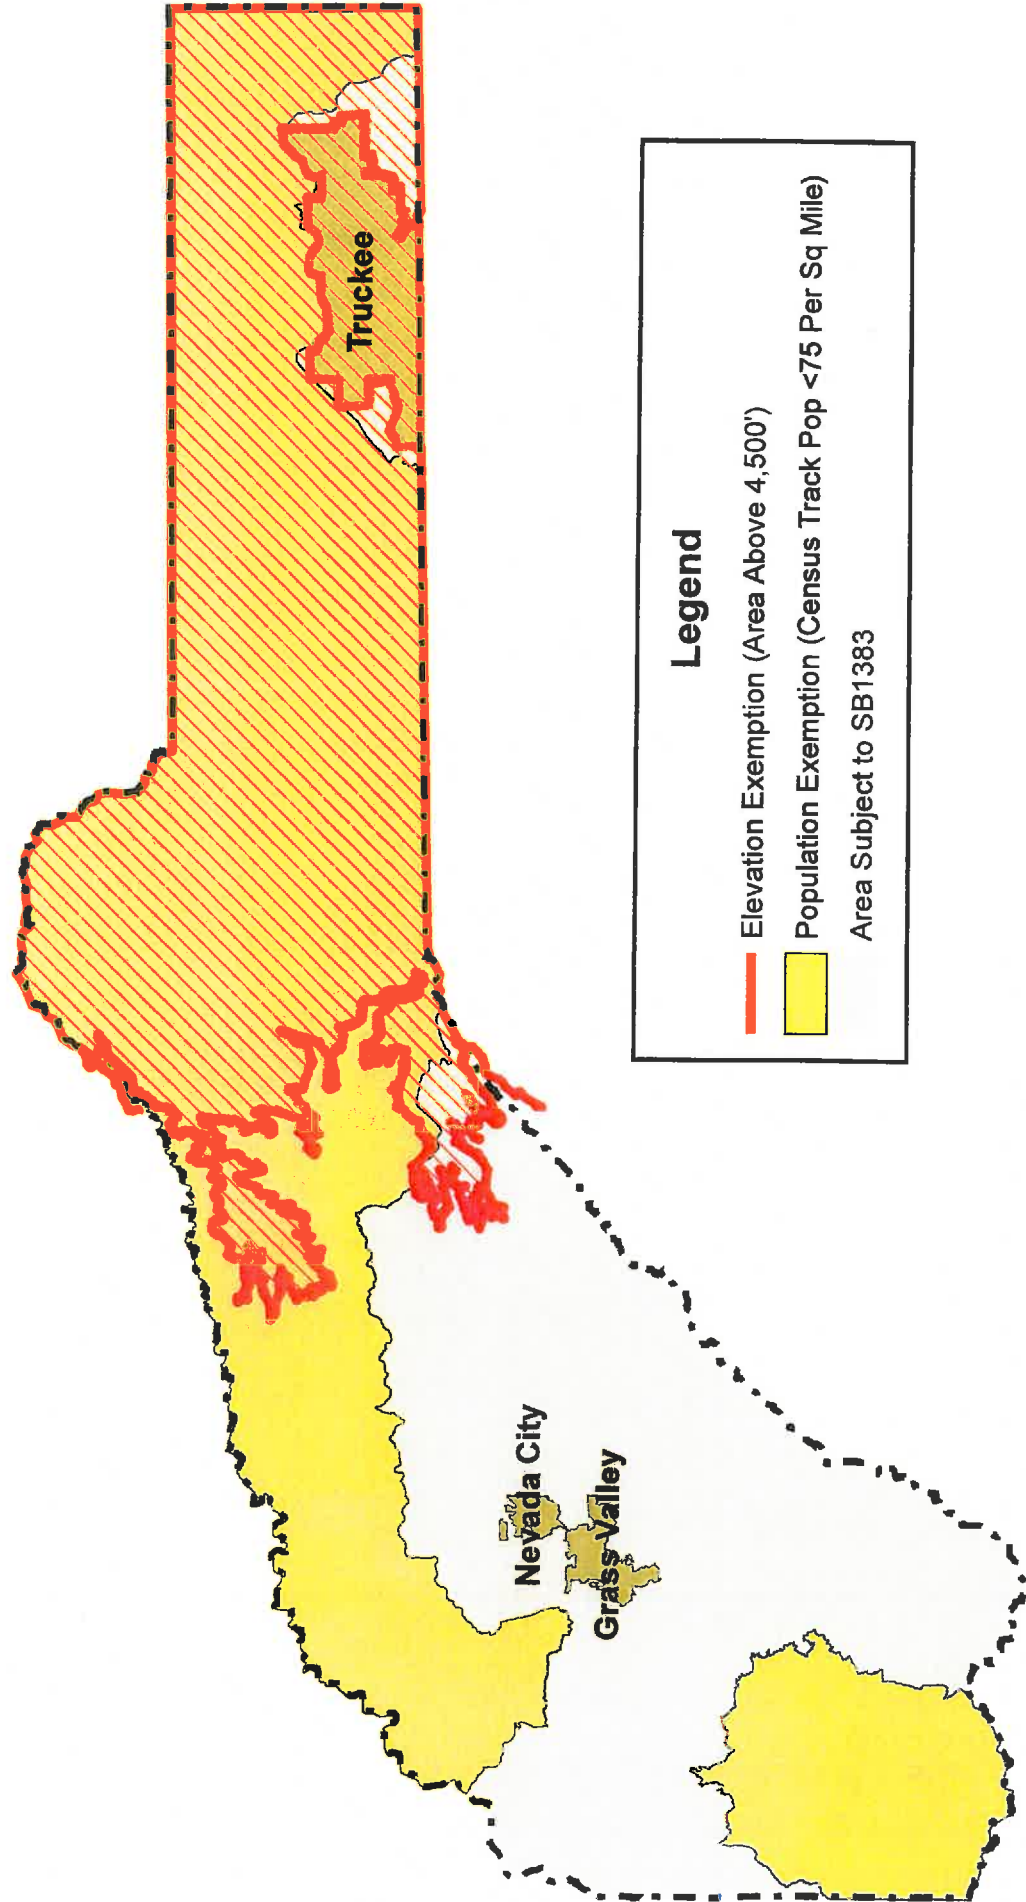 Truckee
Nevada City
Grass Valley
Legend
Elevation Exemption (Area Above 4,500')
Population Exemption (Census Track Pop <75 Per Sq Mile)
Area Subject to SB1383